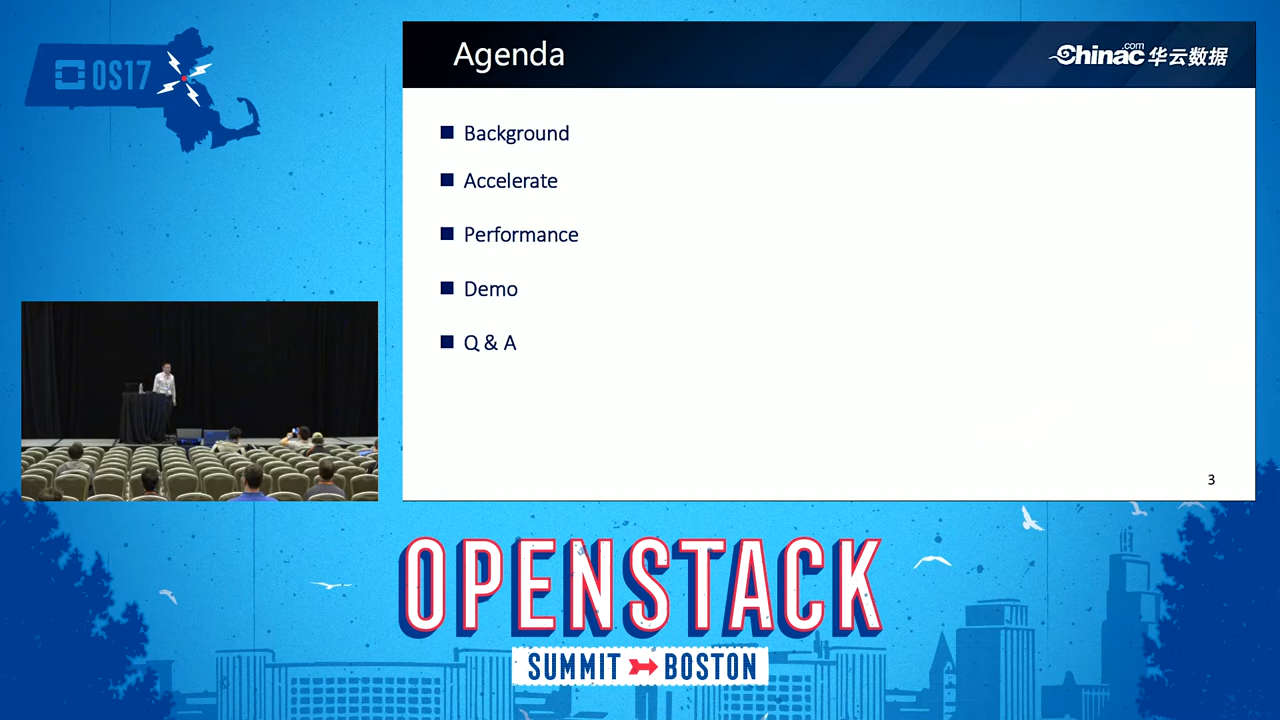 OS17
Agenda
Chinac.com 华云数据
Background
Accelerate
Performance
Demo
Q & A
3
OPENSTACK
SUMMIT BOSTON